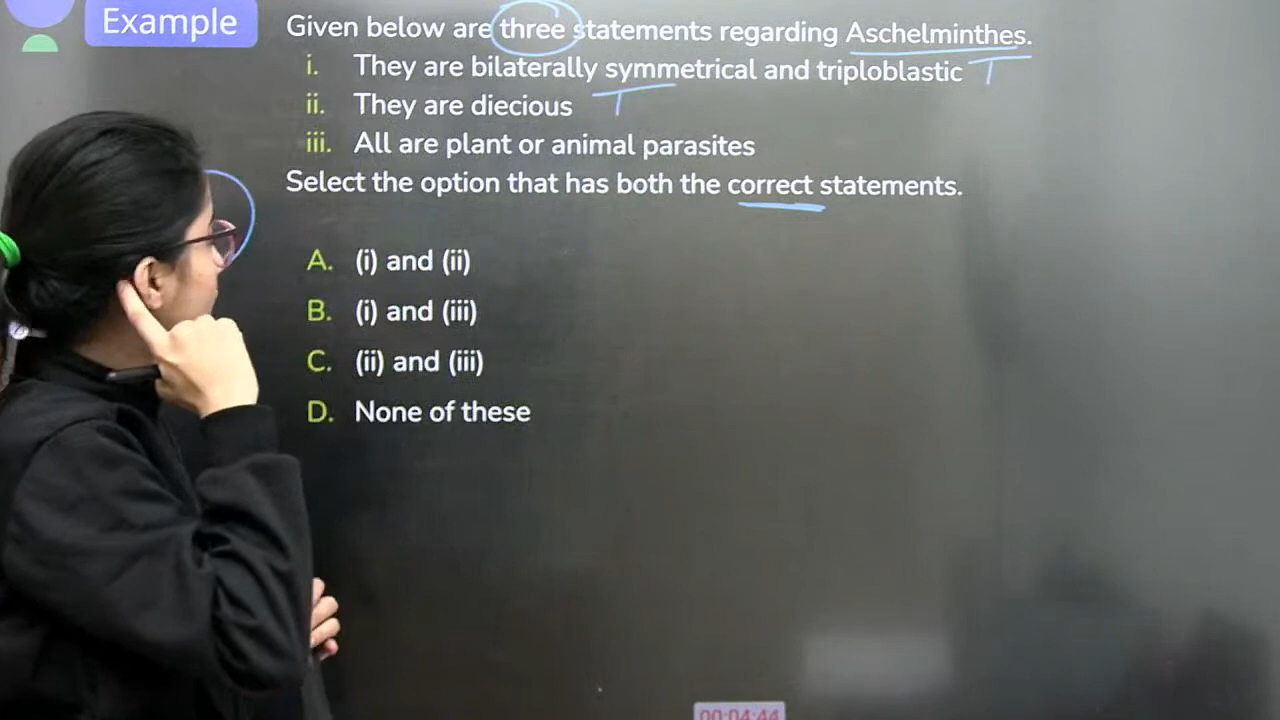 Example
Given below are three statements regarding Aschelminthes.
i. They are bilaterally symmetrical and triploblastic T
ii. They are diecious T
iii. All are plant or animal parasites
Select the option that has both the correct statements.
A. (i) and (ii)
B. (i) and (iii)
C. (ii) and (iii)
D. None of these
00:04:44